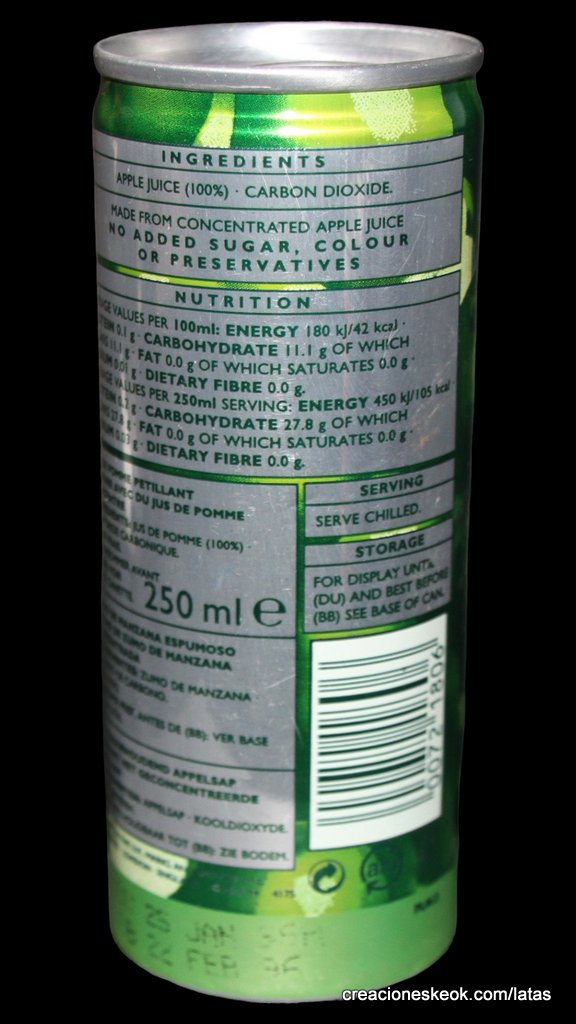 INGREDIENTS
APPLE JUICE (100%) · CARBON DIOXIDE.
MADE FROM CONCENTRATED APPLE JUICE
NO ADDED SUGAR, COLOUR
OR PRESERVATIVES
NUTRITION
VALUES PER 100ml: ENERGY 180 kJ/42 kcal ·
0.1 g · CARBOHYDRATE 11.1 g OF WHICH
11.1 g · FAT 0.0 g OF WHICH SATURATES 0.0 g ·
DIETARY FIBRE 0.0 g.
VALUES PER 250ml SERVING: ENERGY 450 kJ/105 kcal
CARBOHYDRATE 27.8 g OF WHICH
FAT 0.0 g OF WHICH SATURATES 0.0 g ·
DIETARY FIBRE 0.0 g.
POMME PETILLANT
AVEC DU JUS DE POMME
JUS DE POMME (100%) ·
CARBONIQUE.
AVANT
250 ml e
MANZANA ESPUMOSO
ZUMO DE MANZANA
ZUMO DE MANZANA
CARBONO.
ANTES DE (BB): VER BASE
APPELSAP
GECONCENTREERDE
APPELSAP · KOOLDIOXYDE.
TOT (BB): ZIE BODEM.
SERVING
SERVE CHILLED.
STORAGE
FOR DISPLAY UNTIL
(DU) AND BEST BEFORE
(BB) SEE BASE OF CAN.
00721806
25 JAN
22 FEB
creacioneskeok.com/latas